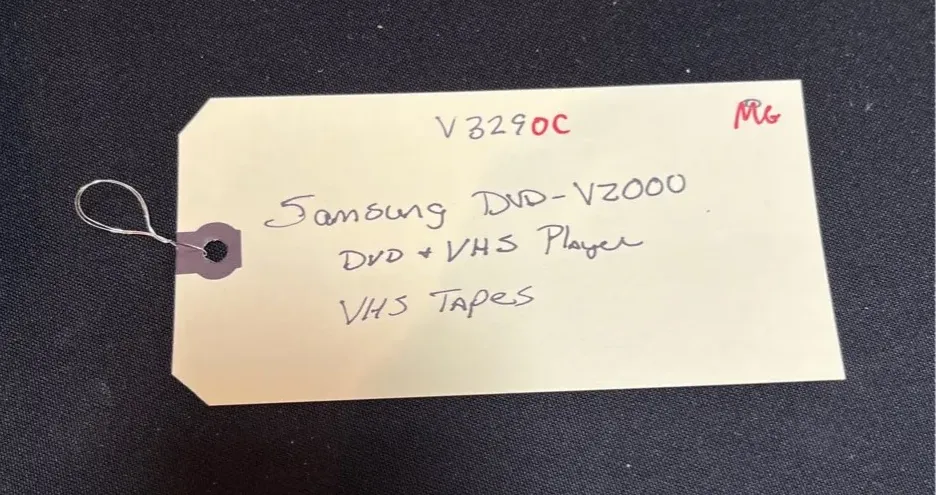 V3290C MG
Samsung DVD-V2000
DVD + VHS Player
VHS Tapes